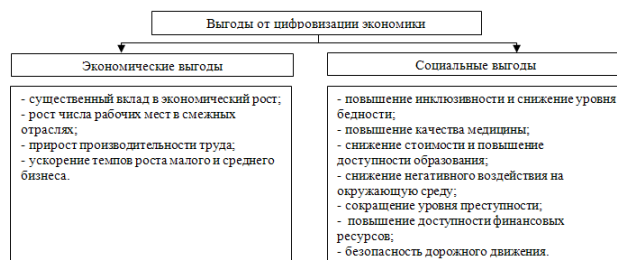 Выгоды от цифровизации экономики
Экономические выгоды
- существенный вклад в экономический рост;
- рост числа рабочих мест в смежных
отраслях;
- прирост производительности труда;
- ускорение темпов роста малого и среднего
бизнеса.
Социальные выгоды
- повышение инклюзивности и снижение уровня
бедности;
- повышение качества медицины;
- снижение стоимости и повышение
доступности образования;
- снижение негативного воздействия на
окружающую среду;
- сокращение уровня преступности;
- повышение доступности финансовых
ресурсов;
- безопасность дорожного движения.